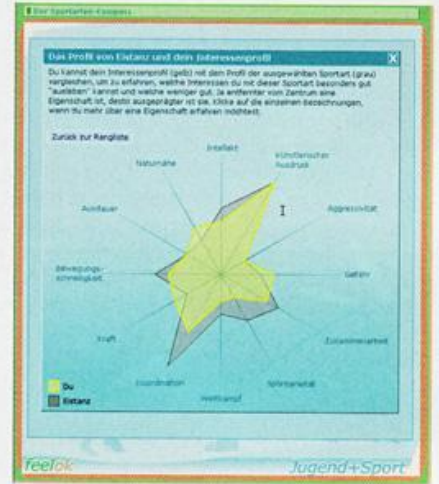 Der Sportarten-Kompass
Das Profil von Eistanz und dein Interessenprofil
X
Du kannst dein Interessenprofil (gelb) mit dem Profil der ausgewählten Sportart (grau)
vergleichen, um zu erfahren, welche Interessen du mit dieser Sportart besonders gut
"ausleben" kannst und welche weniger gut. Je entfernter vom Zentrum eine
Eigenschaft ist, desto ausgeprägter ist sie. Klicke auf die einzelnen Bezeichnungen,
wenn du mehr über eine Eigenschaft erfahren möchtest.
Zurück zur Rangliste
Intellekt
Künstlerischer
Ausdruck
Naturnähe
Aggressivität
Ausdauer
Bewegungs-
schnelligkeit
Gefahr
Kraft
Zusammenarbeit
Koordination
Spielmaterial
Wettkampf
Du
Eistanz
feelok
Jugend+Sport